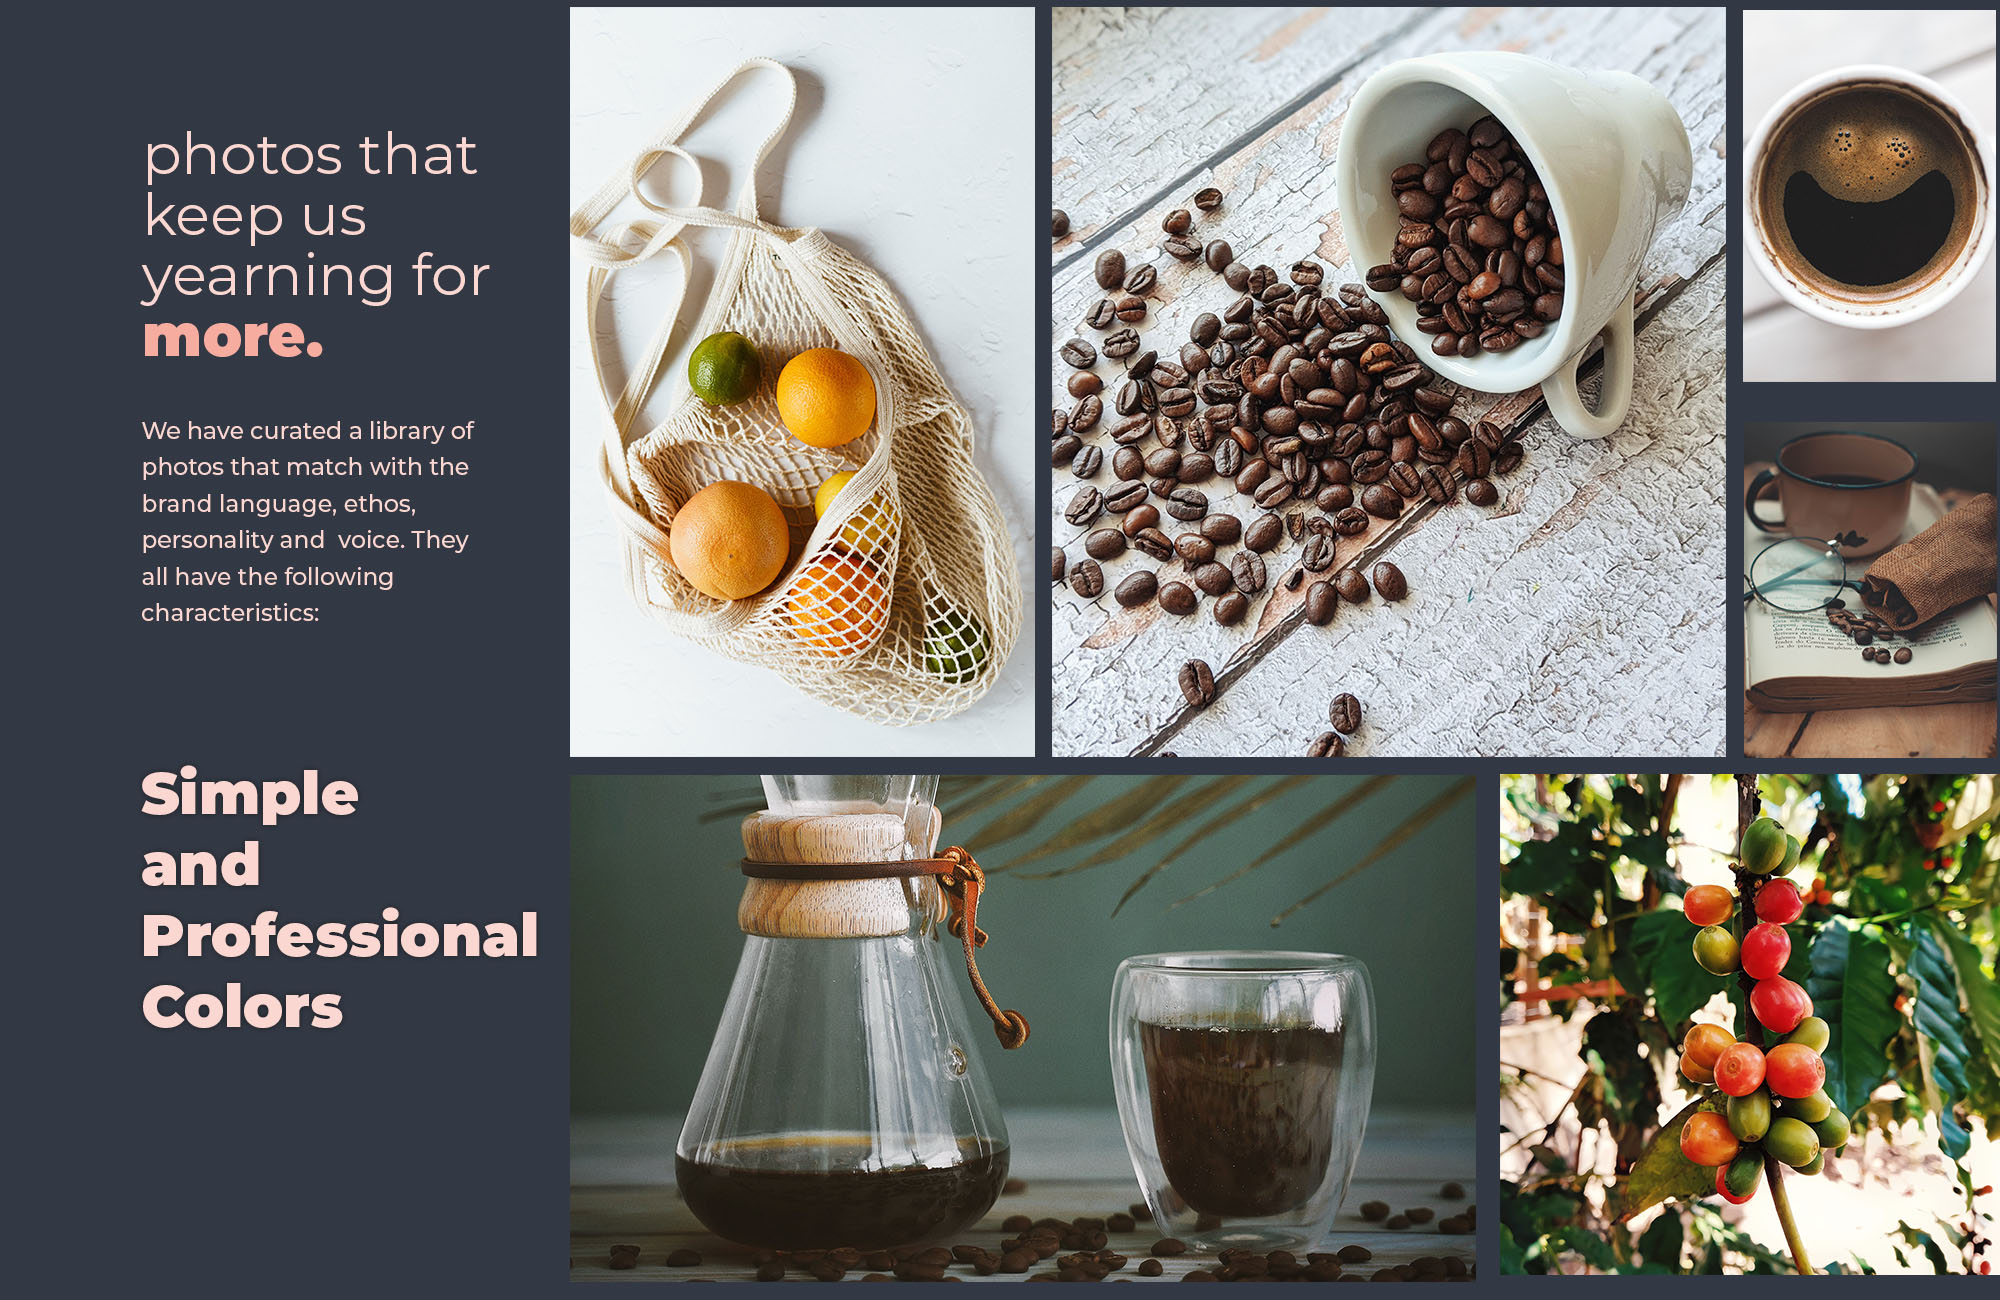 photos that
keep us
yearning for
more.
We have curated a library of
photos that match with the
brand language, ethos,
personality and  voice. They
all have the following
characteristics:
Simple
and
Professional
Colors